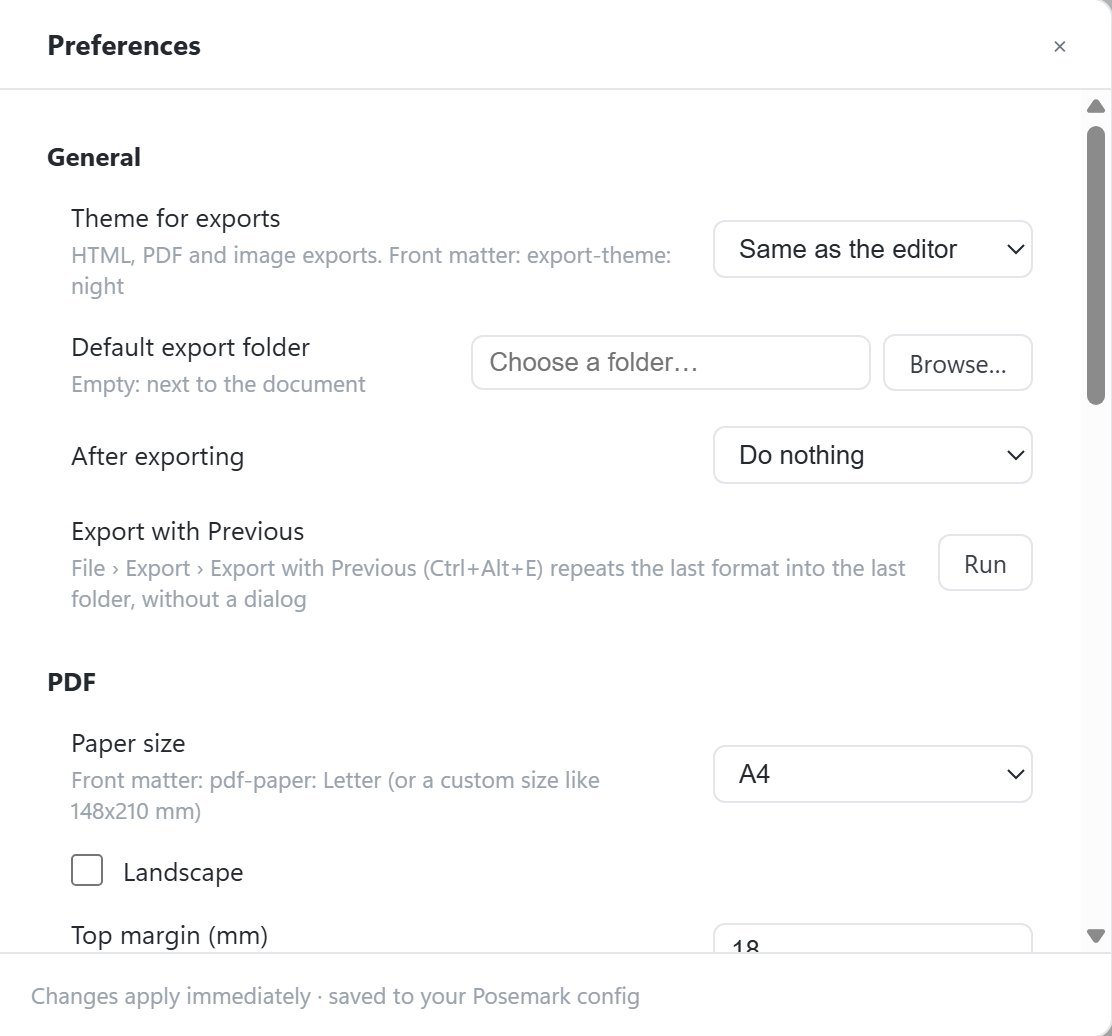 Preferences
×
General
Theme for exports
HTML, PDF and image exports. Front matter: export-theme:
night
Same as the editor
Default export folder
Empty: next to the document
Choose a folder…
Browse…
After exporting
Do nothing
Export with Previous
File › Export › Export with Previous (Ctrl+Alt+E) repeats the last format into the last
folder, without a dialog
Run
PDF
Paper size
Front matter: pdf-paper: Letter (or a custom size like
148x210 mm)
A4
Landscape
Top margin (mm)
18
Changes apply immediately · saved to your Posemark config